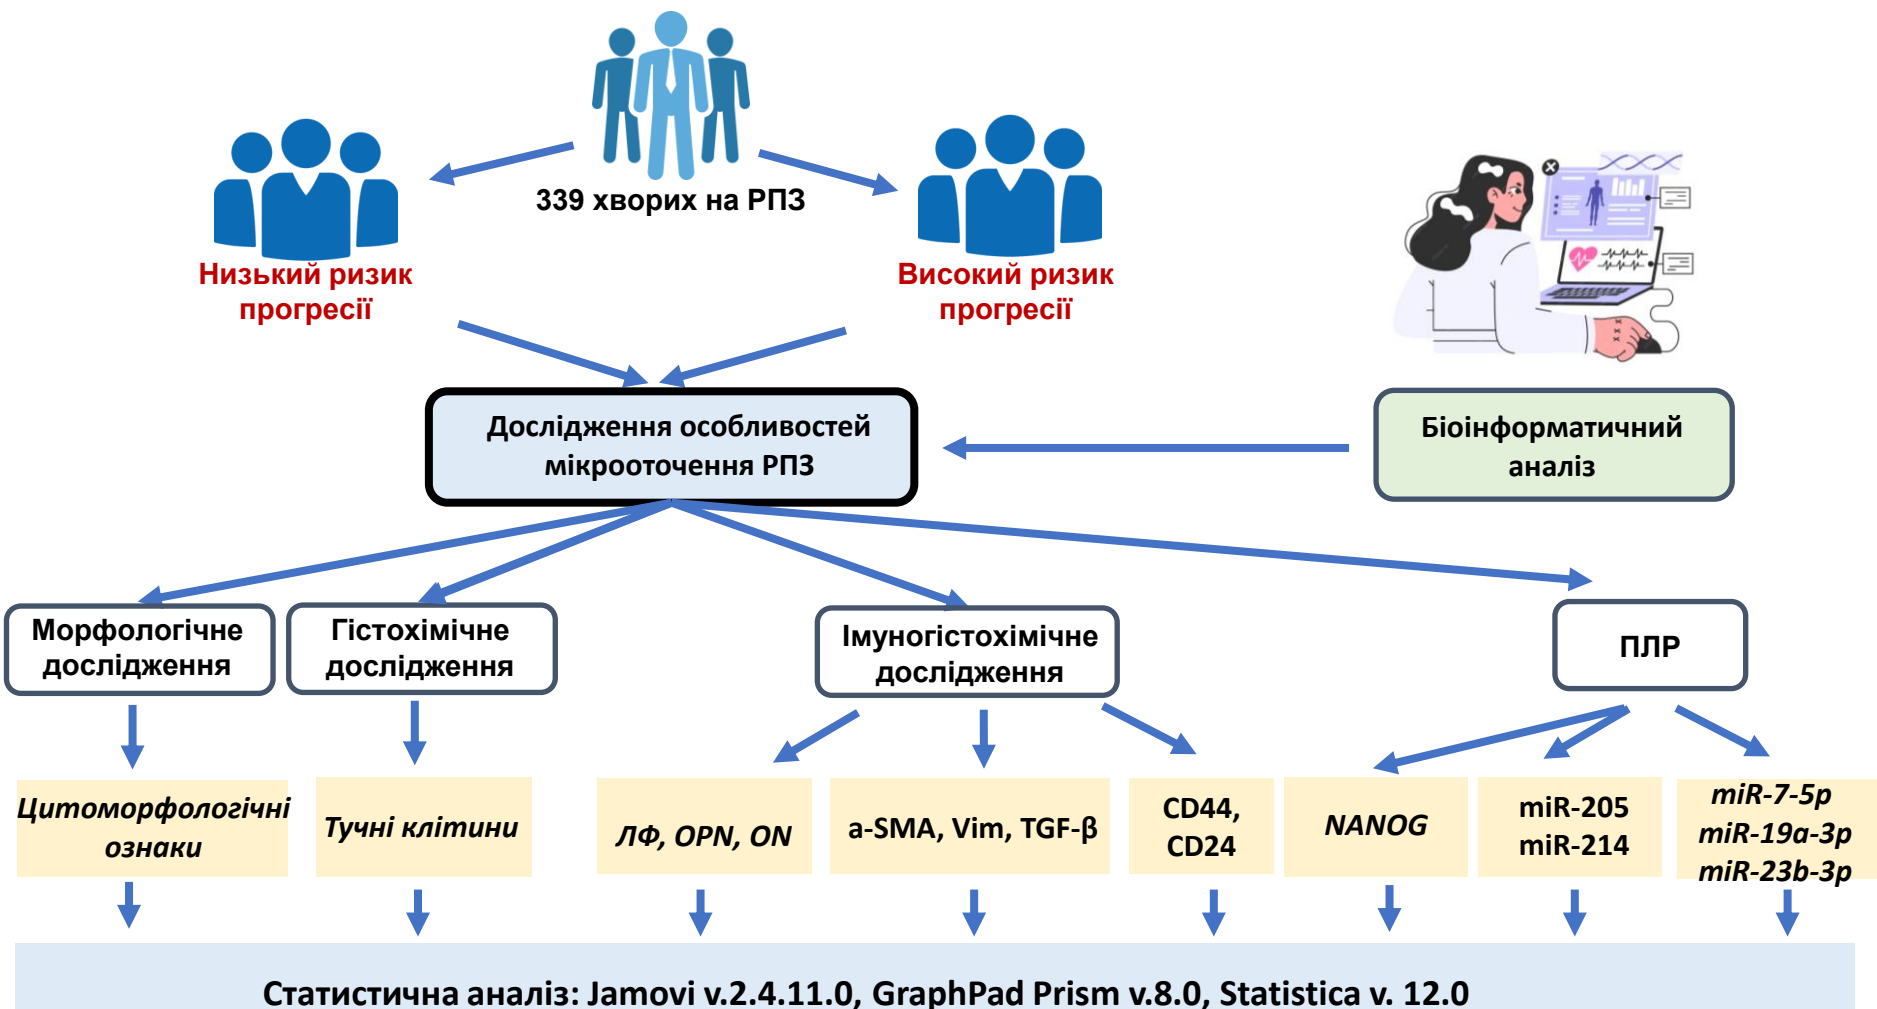 339 хворих на РПЗ
Низький ризик
прогресії
Високий ризик
прогресії
Дослідження особливостей
мікрооточення РПЗ
Біоінформатичний
аналіз
Морфологічне
дослідження
Гістохімічне
дослідження
Імуногістохімічне
дослідження
ПЛР
Цитоморфологічні
ознаки
Тучні клітини
ЛФ, OPN, ON
a-SMA, Vim, TGF-β
CD44,
CD24
NANOG
miR-205
miR-214
miR-7-5p
miR-19a-3p
miR-23b-3p
Статистична аналіз: Jamovi v.2.4.11.0, GraphPad Prism v.8.0, Statistica v. 12.0